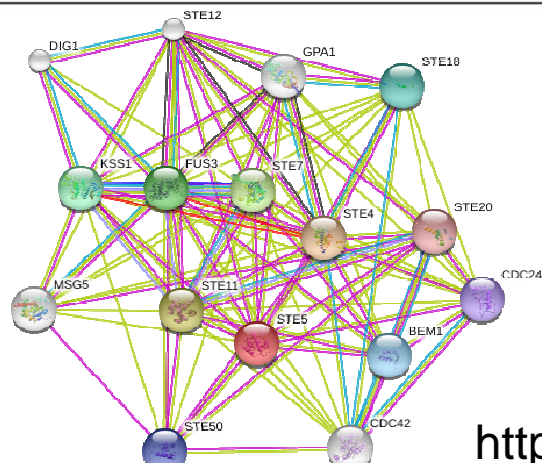 STE12
DIG1
GPA1
STE18
KSS1
FUS3
STE7
STE4
STE20
CDC24
MSG5
STE11
STE5
BEM1
STE50
CDC42
http